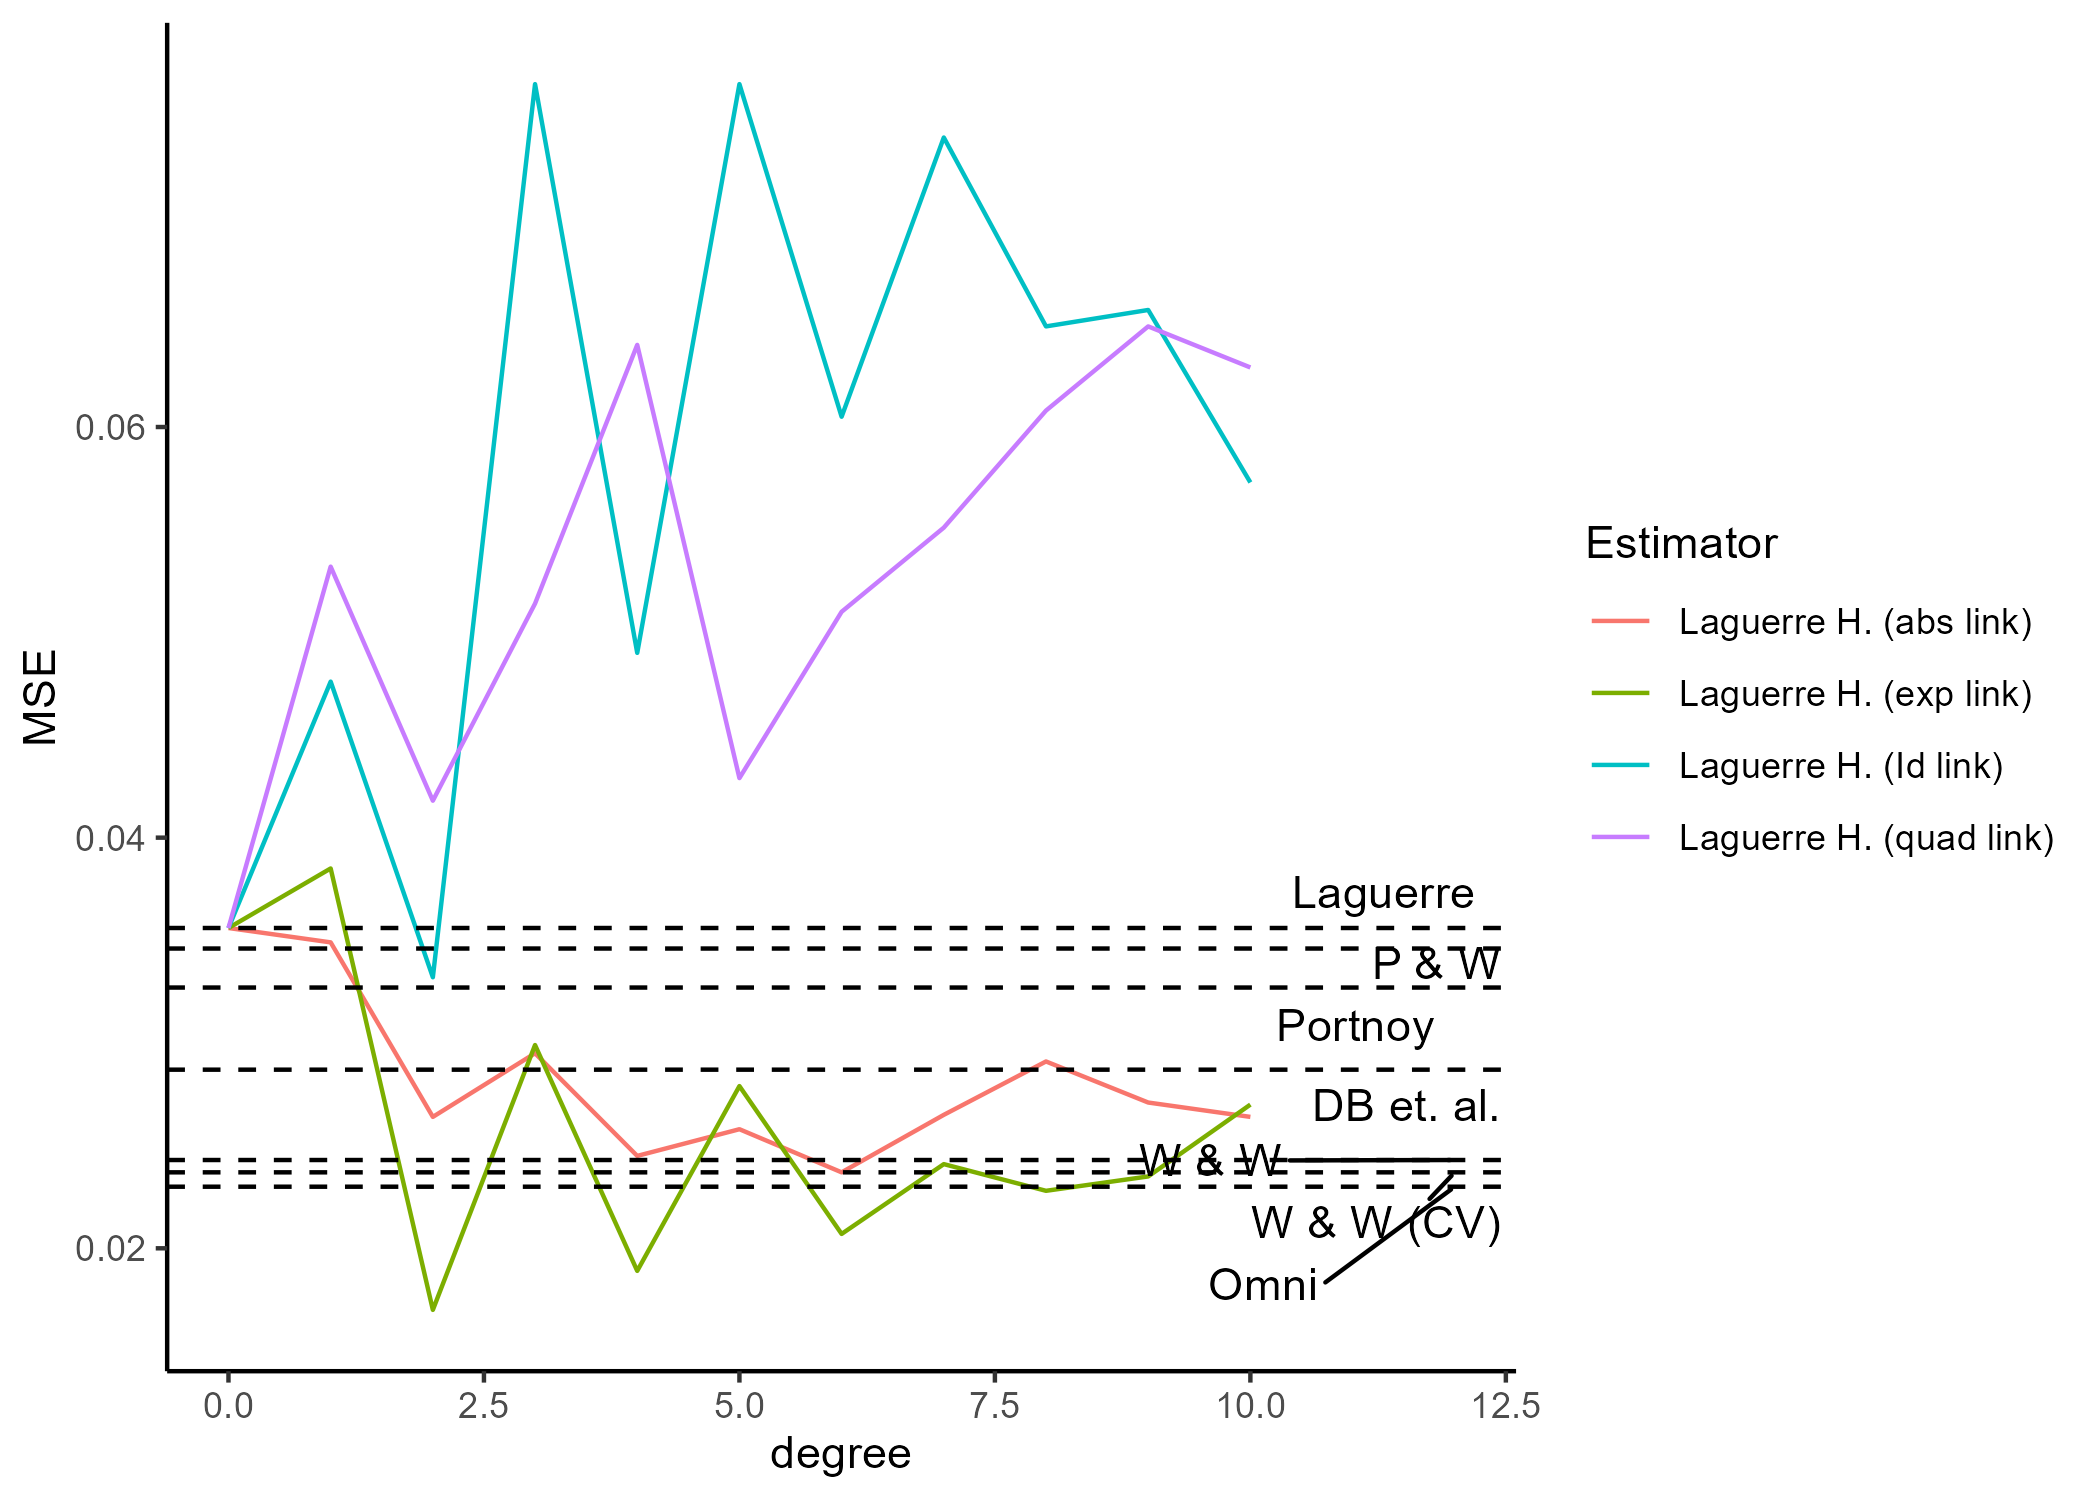 MSE
0.06
0.04
0.02
Laguerre
P & W
Portnoy
DB et. al.
W & W
W & W (CV)
Omni
0.0
2.5
5.0
7.5
10.0
12.5
degree
Estimator
Laguerre H. (abs link)
Laguerre H. (exp link)
Laguerre H. (Id link)
Laguerre H. (quad link)